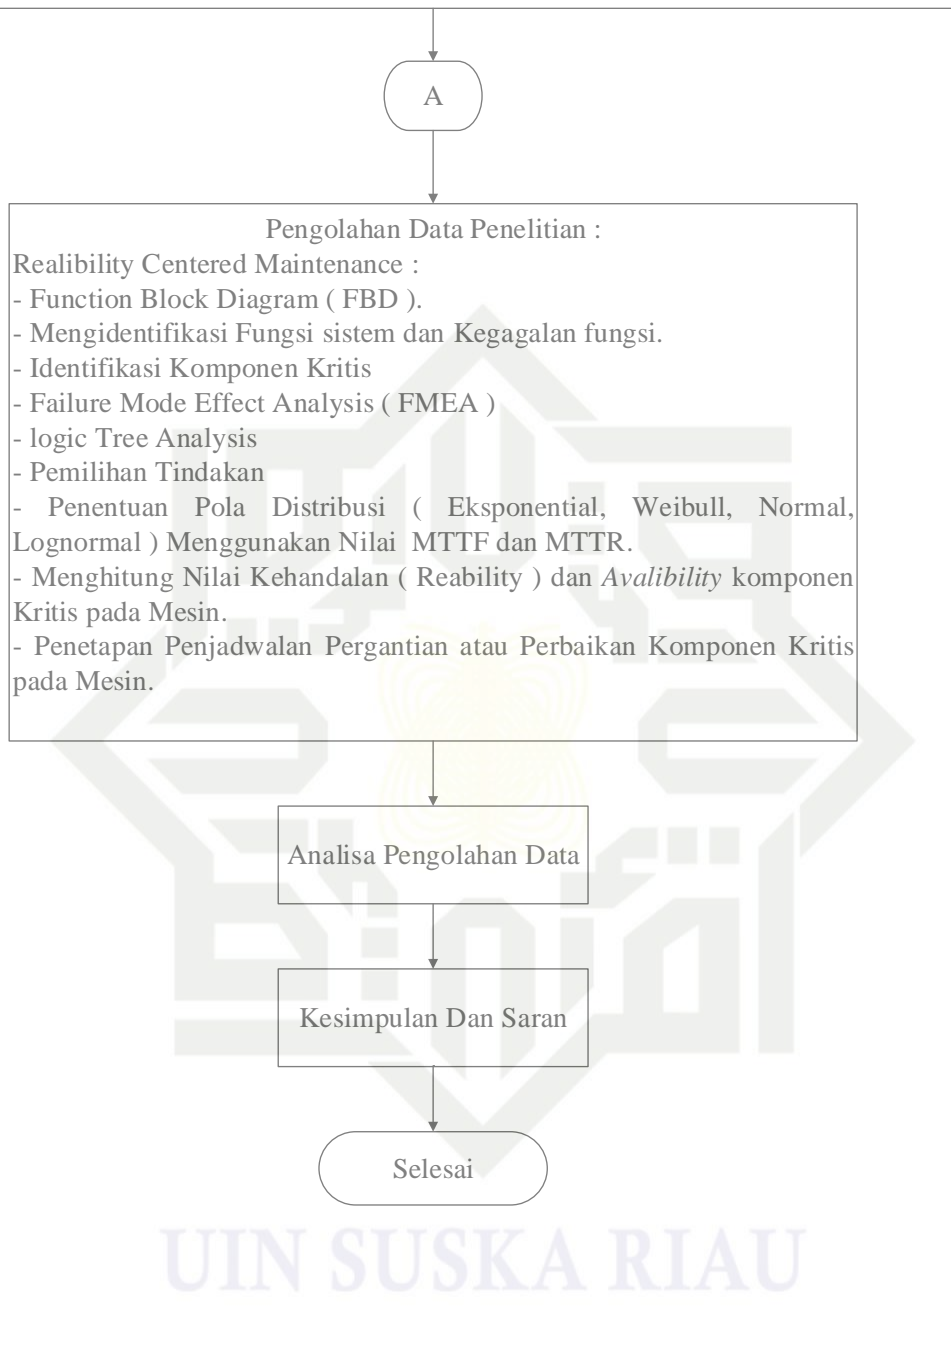 A
Pengolahan Data Penelitian :
Realibility Centered Maintenance :
- Function Block Diagram ( FBD ).
- Mengidentifikasi Fungsi sistem dan Kegagalan fungsi.
- Identifikasi Komponen Kritis
- Failure Mode Effect Analysis ( FMEA )
- logic Tree Analysis
- Pemilihan Tindakan
- Penentuan Pola Distribusi ( Eksponential, Weibull, Normal,
Lognormal ) Menggunakan Nilai MTTF dan MTTR.
- Menghitung Nilai Kehandalan ( Reability ) dan Avalibility komponen
Kritis pada Mesin.
- Penetapan Penjadwalan Pergantian atau Perbaikan Komponen Kritis
pada Mesin.
Analisa Pengolahan Data
Kesimpulan Dan Saran
Selesai
UIN SUSKA RIAU